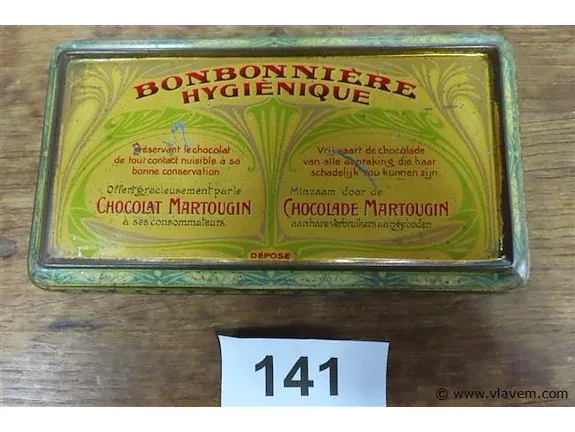 BONBONNIÈRE
HYGIÈNIQUE
Préservant le chocolat
de tout contact nuisible à sa
bonne conservation
Offert gracieusement par le
CHOCOLAT MARTOUGIN
à ses consommateurs.
Vrijwaart de chocolade
van alle aanraking, die haar
schadelijk zou kunnen zijn.
Minzaam door de
CHOCOLADE MARTOUGIN
aan hare verbruikers aangeboden
DÉPOSÉ
141
© www.vlavem.com